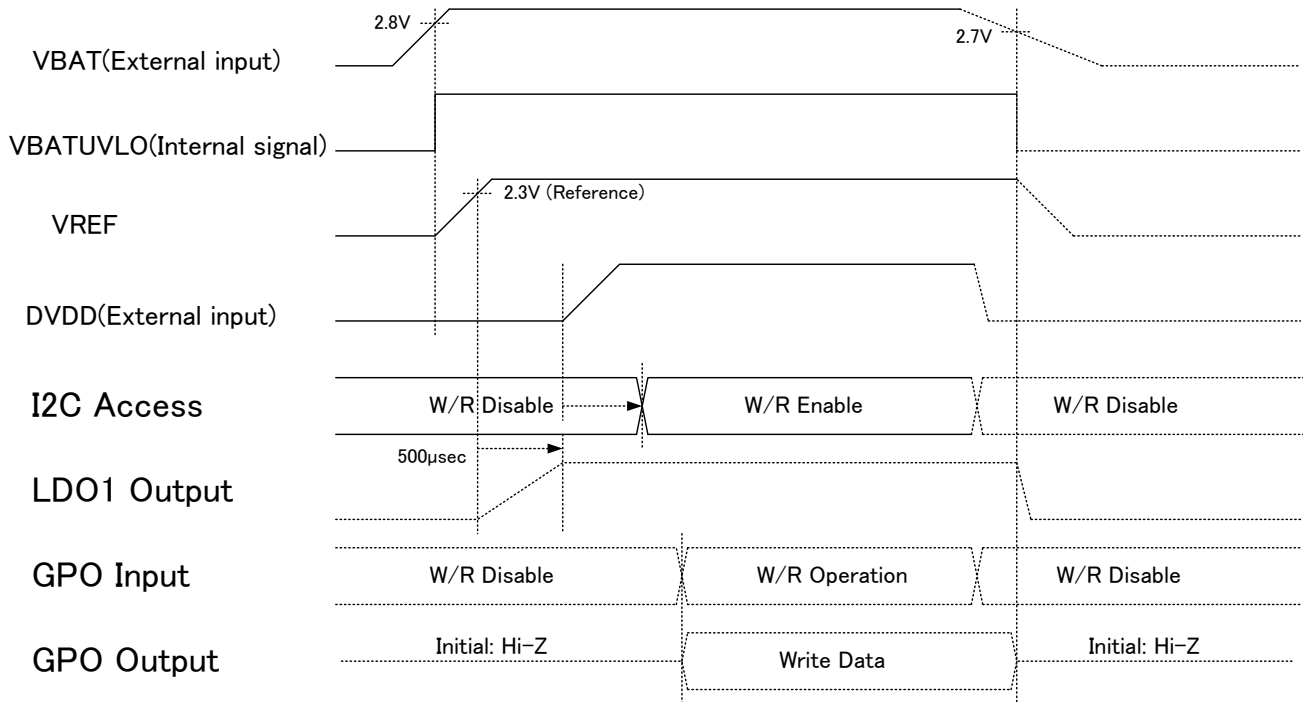 2.8V
2.7V
VBAT(External input)
VBATUVLO(Internal signal)
2.3V (Reference)
VREF
DVDD(External input)
I2C Access
W/R Disable
W/R Enable
W/R Disable
500μsec
LDO1 Output
GPO Input
W/R Disable
W/R Operation
W/R Disable
GPO Output
Initial: Hi-Z
Write Data
Initial: Hi-Z